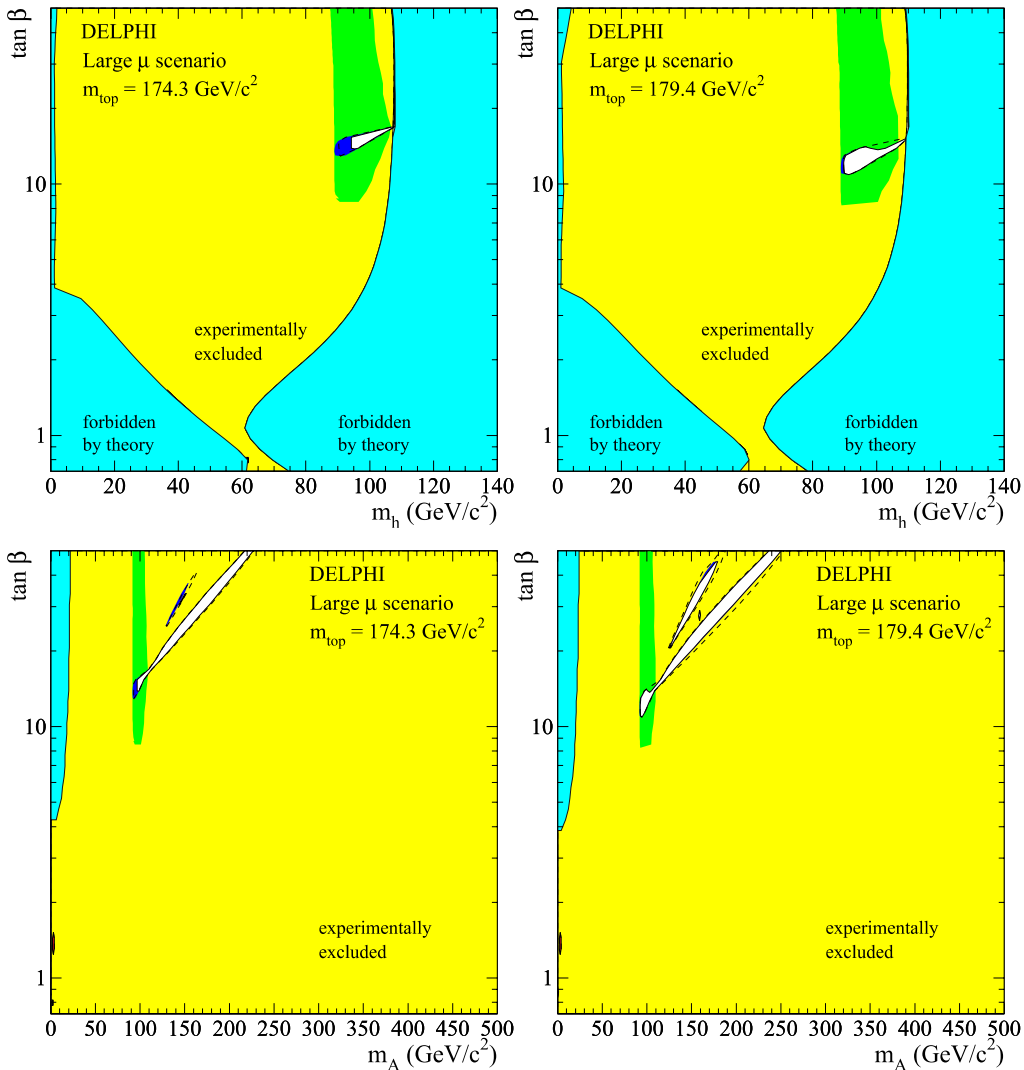 DELPHI
Large μ scenario
m_top = 174.3 GeV/c²
tan β
10
1
experimentally
excluded
forbidden
by theory
forbidden
by theory
0 20 40 60 80 100 120 140
m_h (GeV/c²)
DELPHI
Large μ scenario
m_top = 179.4 GeV/c²
tan β
10
1
experimentally
excluded
forbidden
by theory
forbidden
by theory
0 20 40 60 80 100 120 140
m_h (GeV/c²)
DELPHI
Large μ scenario
m_top = 174.3 GeV/c²
tan β
10
1
experimentally
excluded
0 50 100 150 200 250 300 350 400 450 500
m_A (GeV/c²)
DELPHI
Large μ scenario
m_top = 179.4 GeV/c²
tan β
10
1
experimentally
excluded
0 50 100 150 200 250 300 350 400 450 500
m_A (GeV/c²)